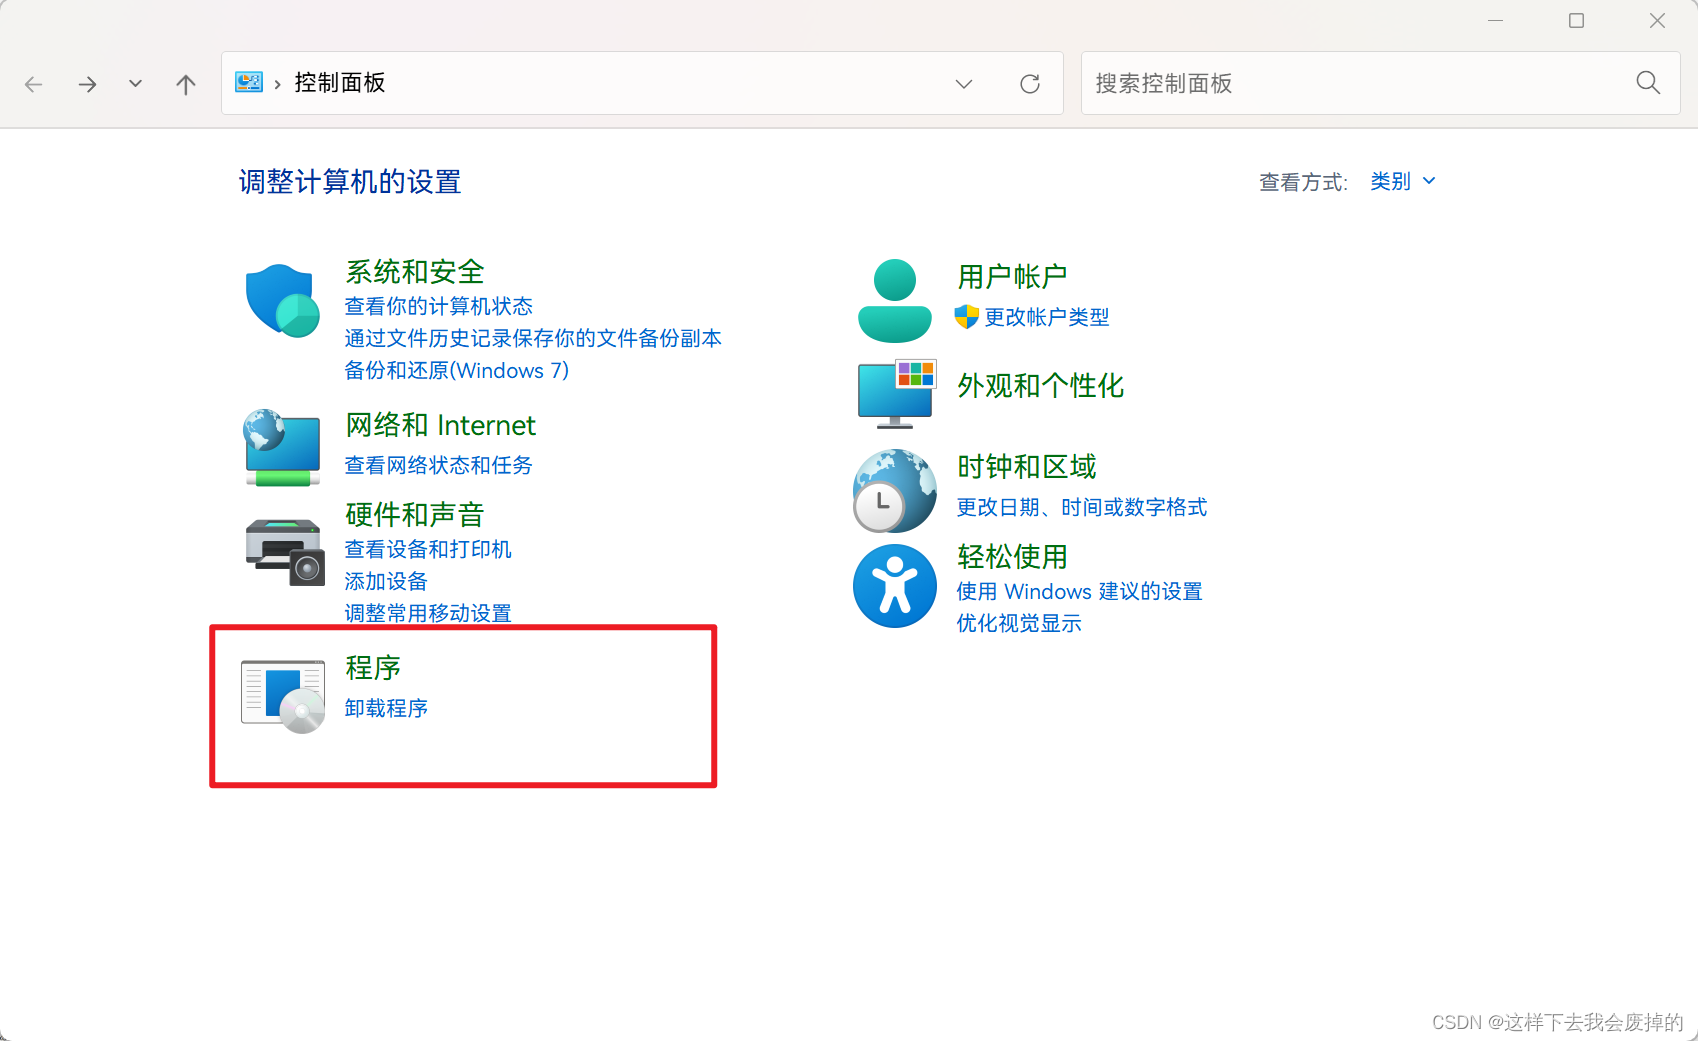 控制面板
搜索控制面板
调整计算机的设置
查看方式: 类别
系统和安全
查看你的计算机状态
通过文件历史记录保存你的文件备份副本
备份和还原(Windows 7)
网络和 Internet
查看网络状态和任务
硬件和声音
查看设备和打印机
添加设备
调整常用移动设置
程序
卸载程序
用户帐户
更改帐户类型
外观和个性化
时钟和区域
更改日期、时间或数字格式
轻松使用
使用 Windows 建议的设置
优化视觉显示
CSDN @这样下去我会废掉的